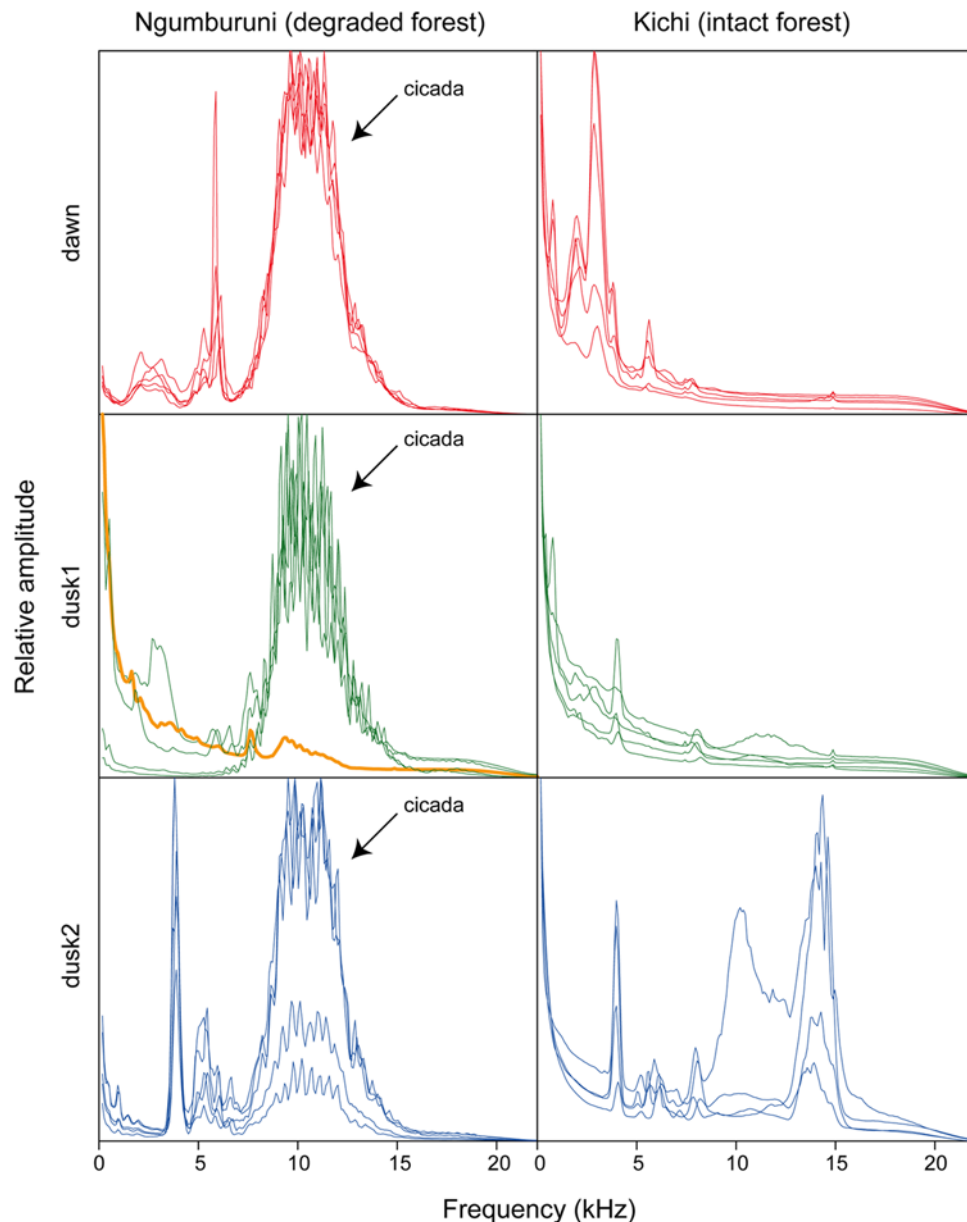 Ngumburuni (degraded forest)
Kichi (intact forest)
cicada
dawn
cicada
dusk1
Relative amplitude
cicada
dusk2
0 5 10 15 20
0 5 10 15 20
Frequency (kHz)